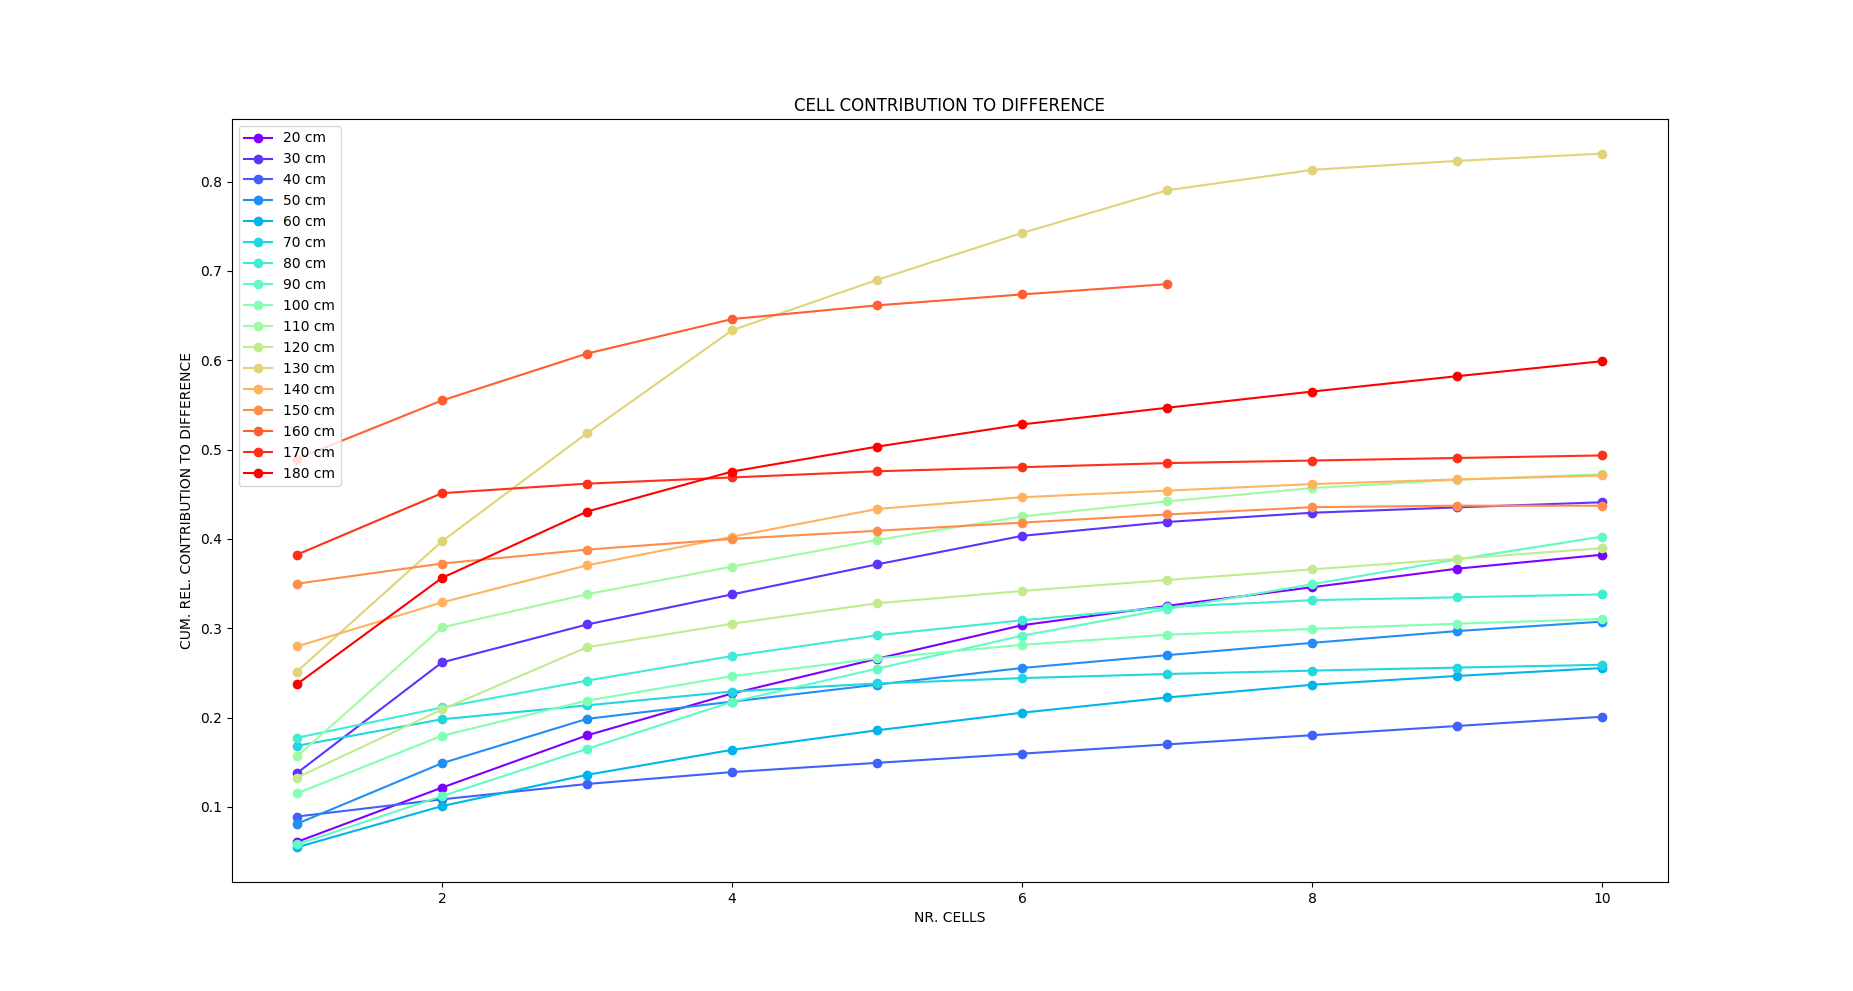 CELL CONTRIBUTION TO DIFFERENCE
20 cm
30 cm
40 cm
50 cm
60 cm
70 cm
80 cm
90 cm
100 cm
110 cm
120 cm
130 cm
140 cm
150 cm
160 cm
170 cm
180 cm
CUM. REL. CONTRIBUTION TO DIFFERENCE
0.8
0.7
0.6
0.5
0.4
0.3
0.2
0.1
2 4 6 8 10
NR. CELLS